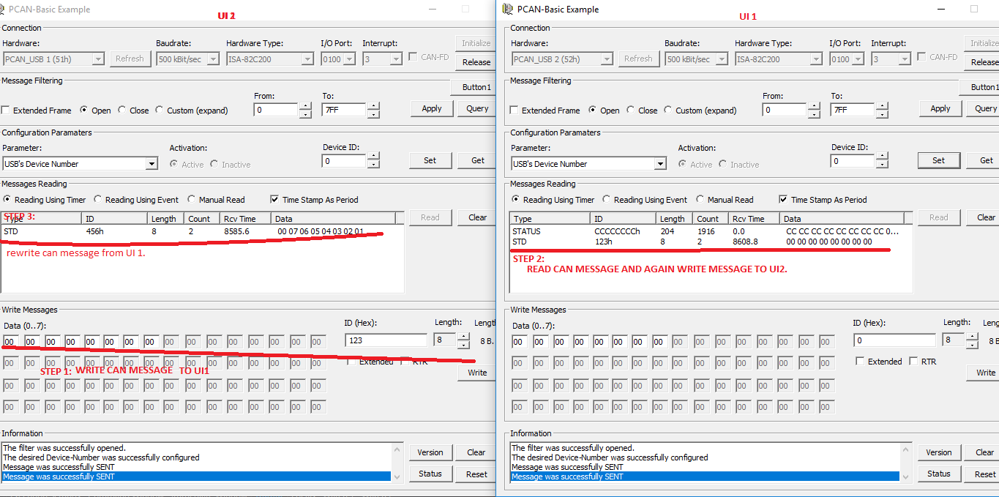 PCAN-Basic Example
UI 2
Connection
Hardware: Baudrate: Hardware Type: I/O Port: Interrupt:
PCAN_USB 1 (51h) Refresh 500 kBit/sec ISA-82C200 0100 3 CAN-FD Initialize
Release
Message Filtering
Button1
From: To:
Extended Frame Open Close Custom (expand) 0 7FF Apply Query
Configuration Paramaters
Parameter: Activation: Device ID:
USB's Device Number Active Inactive 0 Set Get
Messages Reading
Reading Using Timer Reading Using Event Manual Read Time Stamp As Period
STEP 3:
Type ID Length Count Rcv Time Data Read Clear
STD 456h 8 2 8585.6 00 07 06 05 04 03 02 01
rewrite can message from UI 1.
Write Messages
Data (0..7): ID (Hex): Length: Lengt
00 00 00 00 00 00 00 00 00 00 00 00 00 00 00 00 123 8 8 B.
00 00 00 00 00 00 00 00 00 00 00 00 00 00 00 00 Extended RTR
STEP 1: WRITE CAN MESSAGE TO UI1 Write
00 00 00 00 00 00 00 00 00 00 00 00 00 00 00 00
00 00 00 00 00 00 00 00 00 00 00 00 00 00 00 00
Information
The filter was successfully opened.
The desired Device-Number was successfully configured
Message was successfully SENT
Message was successfully SENT
Version Clear
Status Reset
PCAN-Basic Example
UI 1
Connection
Hardware: Baudrate: Hardware Type: I/O Port: Interrupt:
PCAN_USB 2 (52h) Refresh 500 kBit/sec ISA-82C200 0100 3 CAN-FD Initialize
Release
Message Filtering
Button1
From: To:
Extended Frame Open Close Custom (expand) 0 7FF Apply Query
Configuration Paramaters
Parameter: Activation: Device ID:
USB's Device Number Active Inactive 0 Set Get
Messages Reading
Reading Using Timer Reading Using Event Manual Read Time Stamp As Period
Type ID Length Count Rcv Time Data Read Clear
STATUS CCCCCCCCh 204 1916 0.0 CC CC CC CC CC CC CC CC 0...
STD 123h 8 2 8608.8 00 00 00 00 00 00 00 00
STEP 2:
READ CAN MESSAGE AND AGAIN WRITE MESSAGE TO UI2.
Write Messages
Data (0..7): ID (Hex): Length: Leng
00 00 00 00 00 00 00 00 00 00 00 00 00 00 00 00 0 8 8 B
00 00 00 00 00 00 00 00 00 00 00 00 00 00 00 00 Extended RTR
Write
00 00 00 00 00 00 00 00 00 00 00 00 00 00 00 00
00 00 00 00 00 00 00 00 00 00 00 00 00 00 00 00
Information
The filter was successfully opened.
The desired Device-Number was successfully configured
Message was successfully SENT
Message was successfully SENT
Version Clear
Status Reset